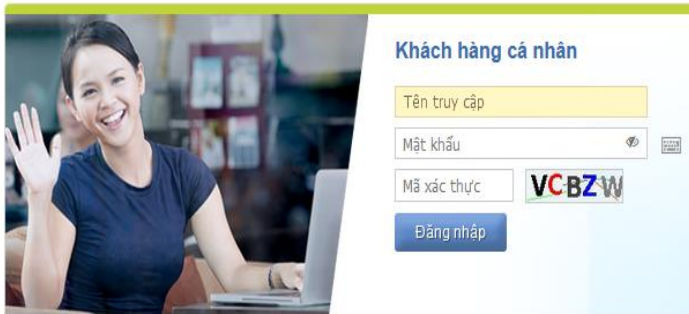 Khách hàng cá nhân
Tên truy cập
Mật khẩu
Mã xác thực VCBZW
Đăng nhập